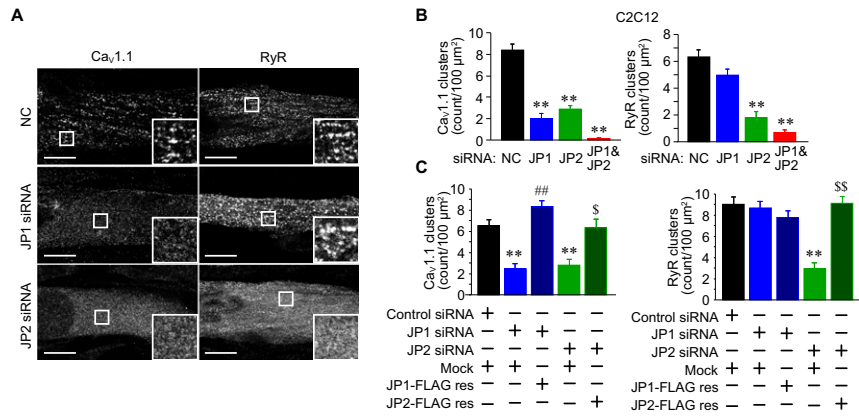 A
Caᵥ1.1 RyR
NC
JP1 siRNA
JP2 siRNA
B
C2C12
Caᵥ1.1 clusters
(count/100 μm²)
10
8
6
4
2
0
**
**
**
siRNA: NC JP1 JP2 JP1&
JP2
RyR clusters
(count/100 μm²)
8
6
4
2
0
**
**
siRNA: NC JP1 JP2 JP1&
JP2
C
Caᵥ1.1 clusters
(count/100 μm²)
10
8
6
4
2
0
**
##
**
$
Control siRNA + − − − −
JP1 siRNA − + + − −
JP2 siRNA − − − + +
Mock + + − + −
JP1-FLAG res − − + − −
JP2-FLAG res − − − − +
RyR clusters
(count/100 μm²)
10
8
6
4
2
0
**
$$
Control siRNA + − − − −
JP1 siRNA − + + − −
JP2 siRNA − − − + +
Mock + + − + −
JP1-FLAG res − − + − −
JP2-FLAG res − − − − +